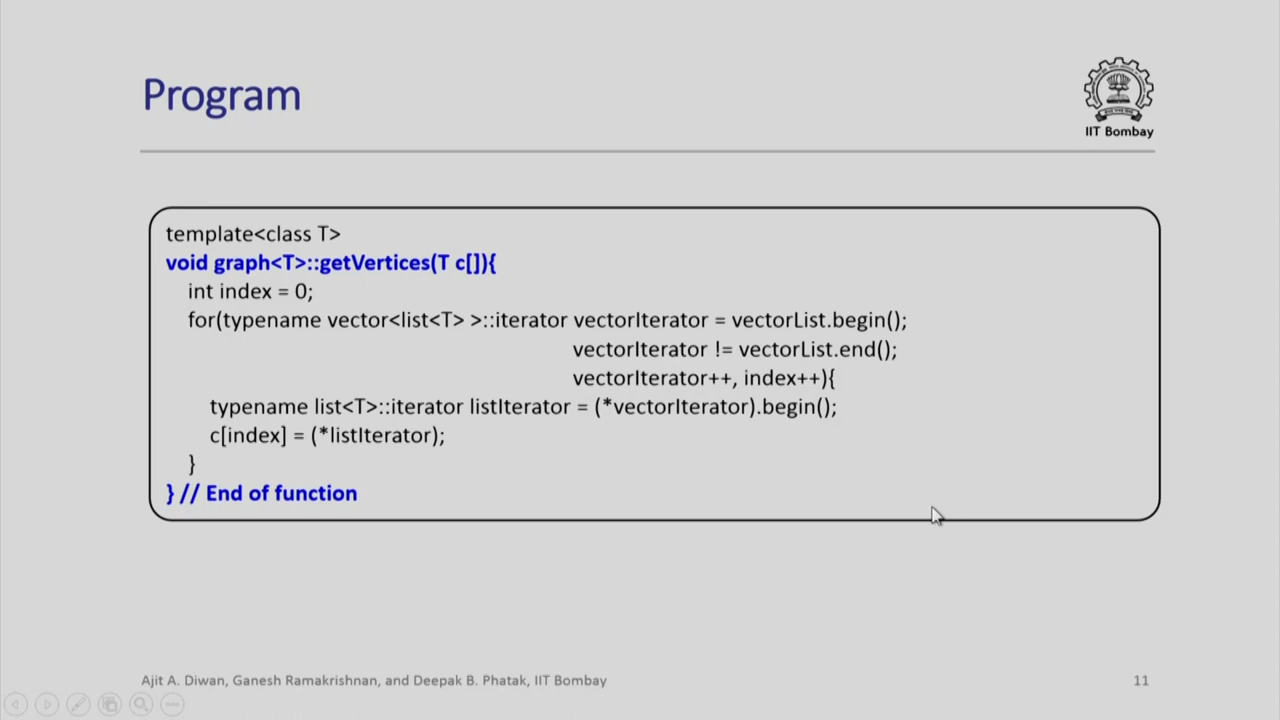 Program
IIT Bombay
template<class T>
void graph<T>::getVertices(T c[]){
int index = 0;
for(typename vector<list<T> >::iterator vectorIterator = vectorList.begin();
vectorIterator != vectorList.end();
vectorIterator++, index++){
typename list<T>::iterator listIterator = (*vectorIterator).begin();
c[index] = (*listIterator);
}
} // End of function
Ajit A. Diwan, Ganesh Ramakrishnan, and Deepak B. Phatak, IIT Bombay
11